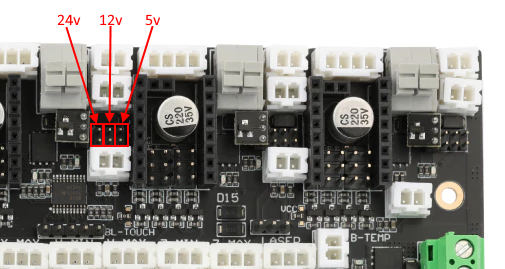 24v 12v 5v
CS
220
35V
CS
220
35V
D15
VCC
BL-TOUCH
LASER
B-TEMP